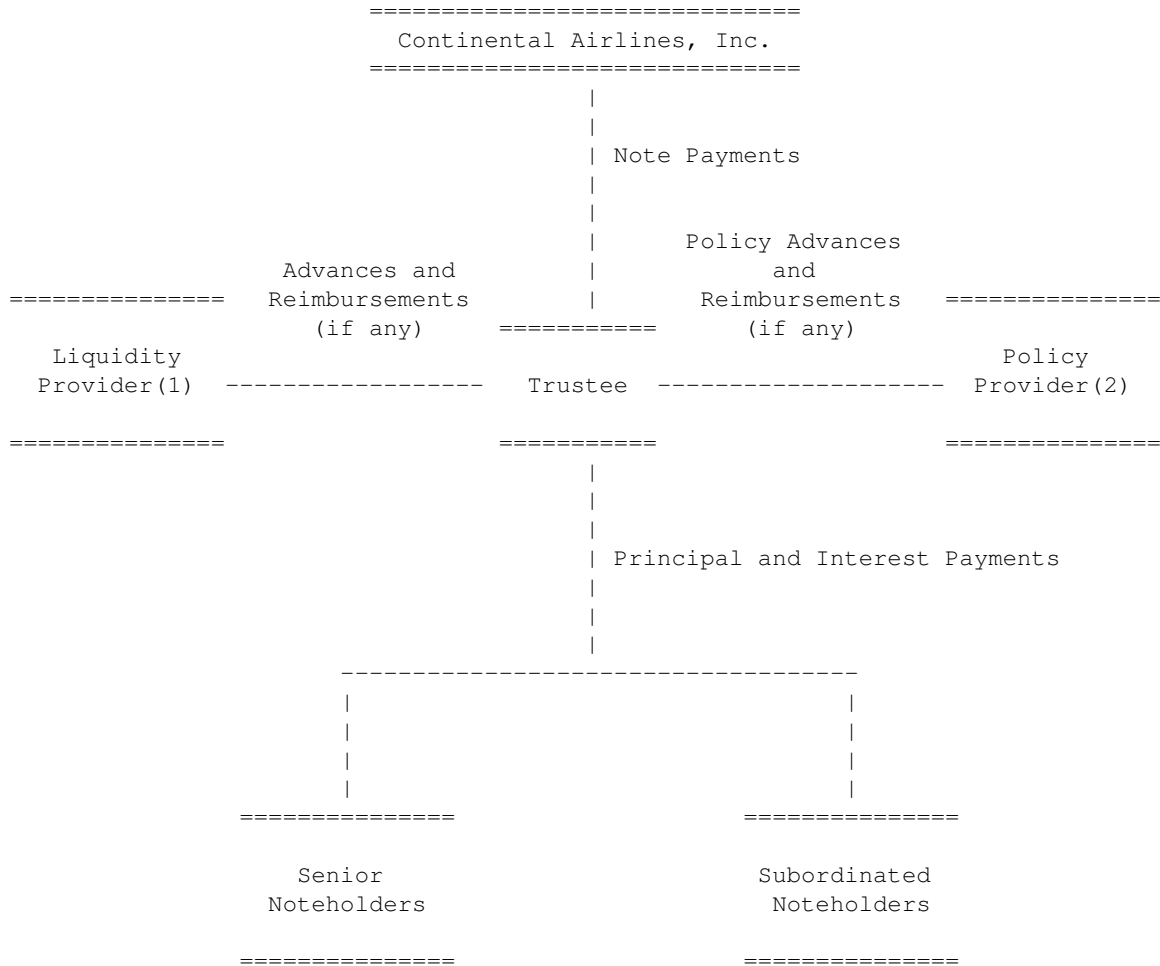 Continental Airlines, Inc.
Note Payments
Policy Advances
Advances and and
Reimbursements Reimbursements
(if any) (if any)
Liquidity Policy
Provider(1) Trustee Provider(2)
Principal and Interest Payments
Senior Subordinated
Noteholders Noteholders